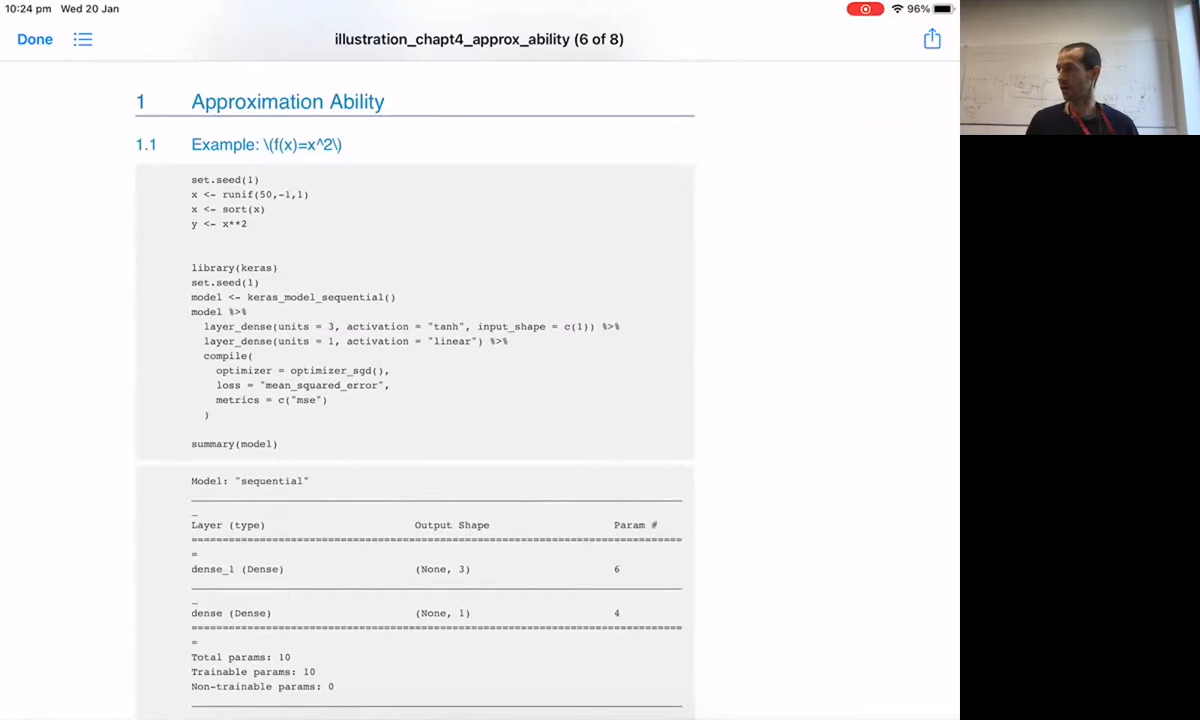 10:24 pm Wed 20 Jan
96%
Done
illustration_chapt4_approx_ability (6 of 8)
1 Approximation Ability
1.1 Example: \(f(x)=x^2\)
set.seed(1)
x <- runif(50,-1,1)
x <- sort(x)
y <- x**2
library(keras)
set.seed(1)
model <- keras_model_sequential()
model %>%
layer_dense(units = 3, activation = "tanh", input_shape = c(1)) %>%
layer_dense(units = 1, activation = "linear") %>%
compile(
optimizer = optimizer_sgd(),
loss = "mean_squared_error",
metrics = c("mse")
)
summary(model)
Model: "sequential"
________________________________________________________________________________
_
Layer (type) Output Shape Param #
================================================================================
=
dense_1 (Dense) (None, 3) 6
________________________________________________________________________________
_
dense (Dense) (None, 1) 4
================================================================================
=
Total params: 10
Trainable params: 10
Non-trainable params: 0
________________________________________________________________________________